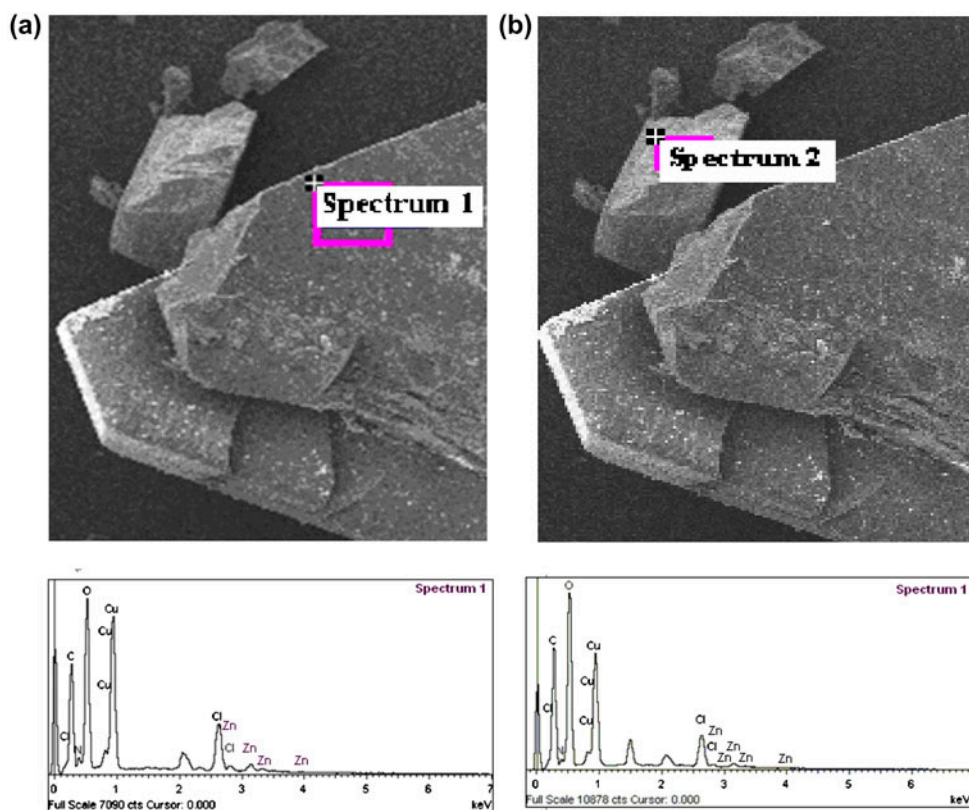 (a)
Spectrum 1
(b)
Spectrum 2
Spectrum 1
O
Cu
Cu
C
Cu
Cl
N
Cl
Zn
Cl
Zn
Zn
Zn
0 1 2 3 4 5 6 7
Full Scale 7090 cts Cursor: 0.000
keV
Spectrum 1
O
C
Cu
Cu
Cl
Cu
N
Cl
Zn
Cl
Zn
Zn
Zn
Zn
0 1 2 3 4 5 6 7
Full Scale 10878 cts Cursor: 0.000
keV